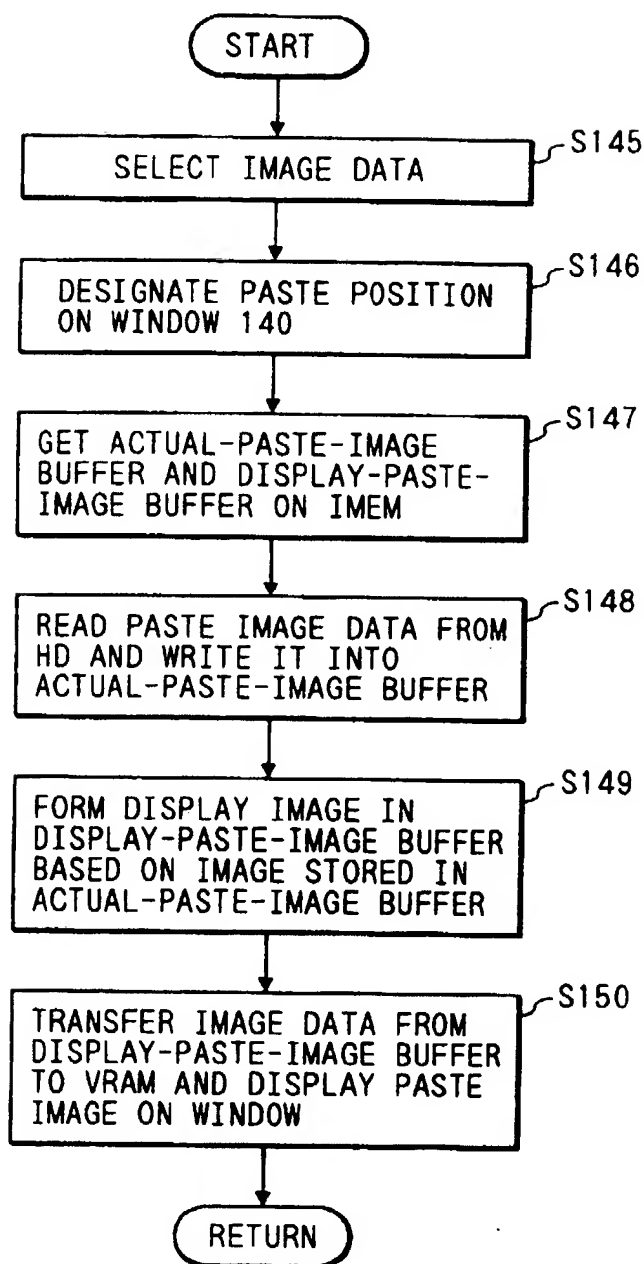 START
S145
SELECT IMAGE DATA
S146
DESIGNATE PASTE POSITION
ON WINDOW 140
S147
GET ACTUAL-PASTE-IMAGE
BUFFER AND DISPLAY-PASTE-
IMAGE BUFFER ON IMEM
S148
READ PASTE IMAGE DATA FROM
HD AND WRITE IT INTO
ACTUAL-PASTE-IMAGE BUFFER
S149
FORM DISPLAY IMAGE IN
DISPLAY-PASTE-IMAGE BUFFER
BASED ON IMAGE STORED IN
ACTUAL-PASTE-IMAGE BUFFER
S150
TRANSFER IMAGE DATA FROM
DISPLAY-PASTE-IMAGE BUFFER
TO VRAM AND DISPLAY PASTE
IMAGE ON WINDOW
RETURN